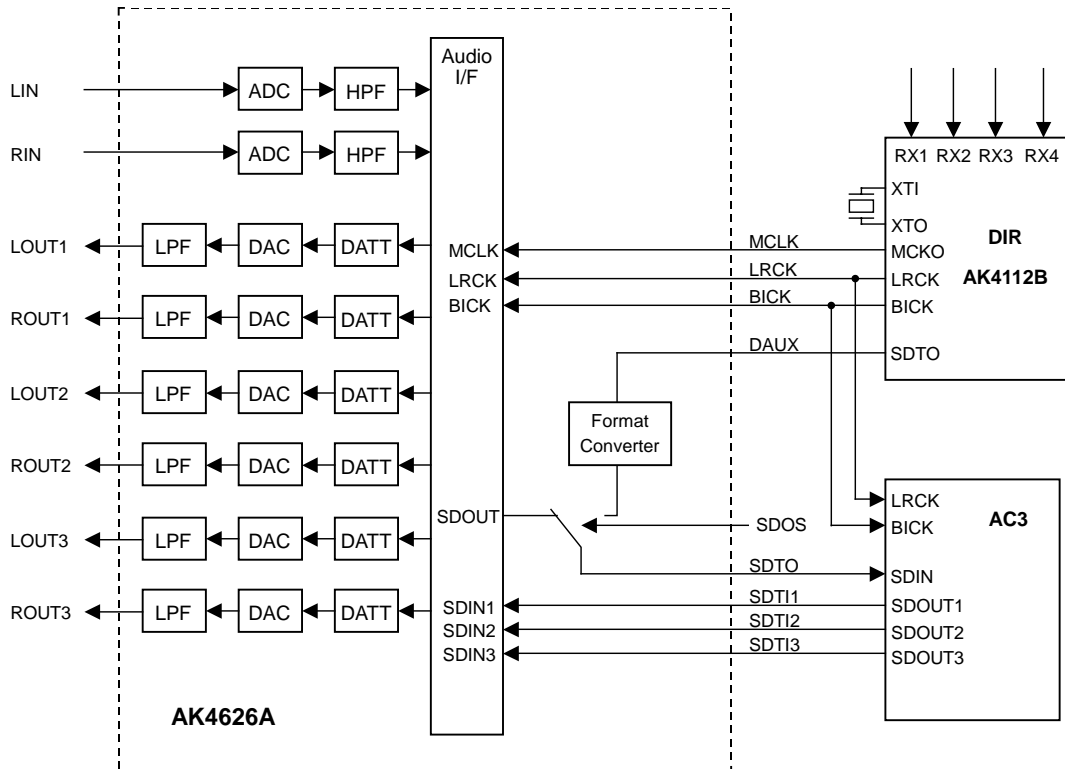 Audio
I/F
LIN
ADC
HPF
RIN
ADC
HPF
RX1 RX2 RX3 RX4
XTI
XTO
DIR
AK4112B
LOUT1
LPF
DAC
DATT
MCLK
MCLK
MCKO
LRCK
LRCK
LRCK
ROUT1
LPF
DAC
DATT
BICK
BICK
BICK
DAUX
SDTO
LOUT2
LPF
DAC
DATT
Format
Converter
ROUT2
LPF
DAC
DATT
LRCK
AC3
SDOUT
SDOS
BICK
LOUT3
LPF
DAC
DATT
SDTO
SDIN
ROUT3
LPF
DAC
DATT
SDIN1
SDTI1
SDOUT1
SDIN2
SDTI2
SDOUT2
SDIN3
SDTI3
SDOUT3
AK4626A